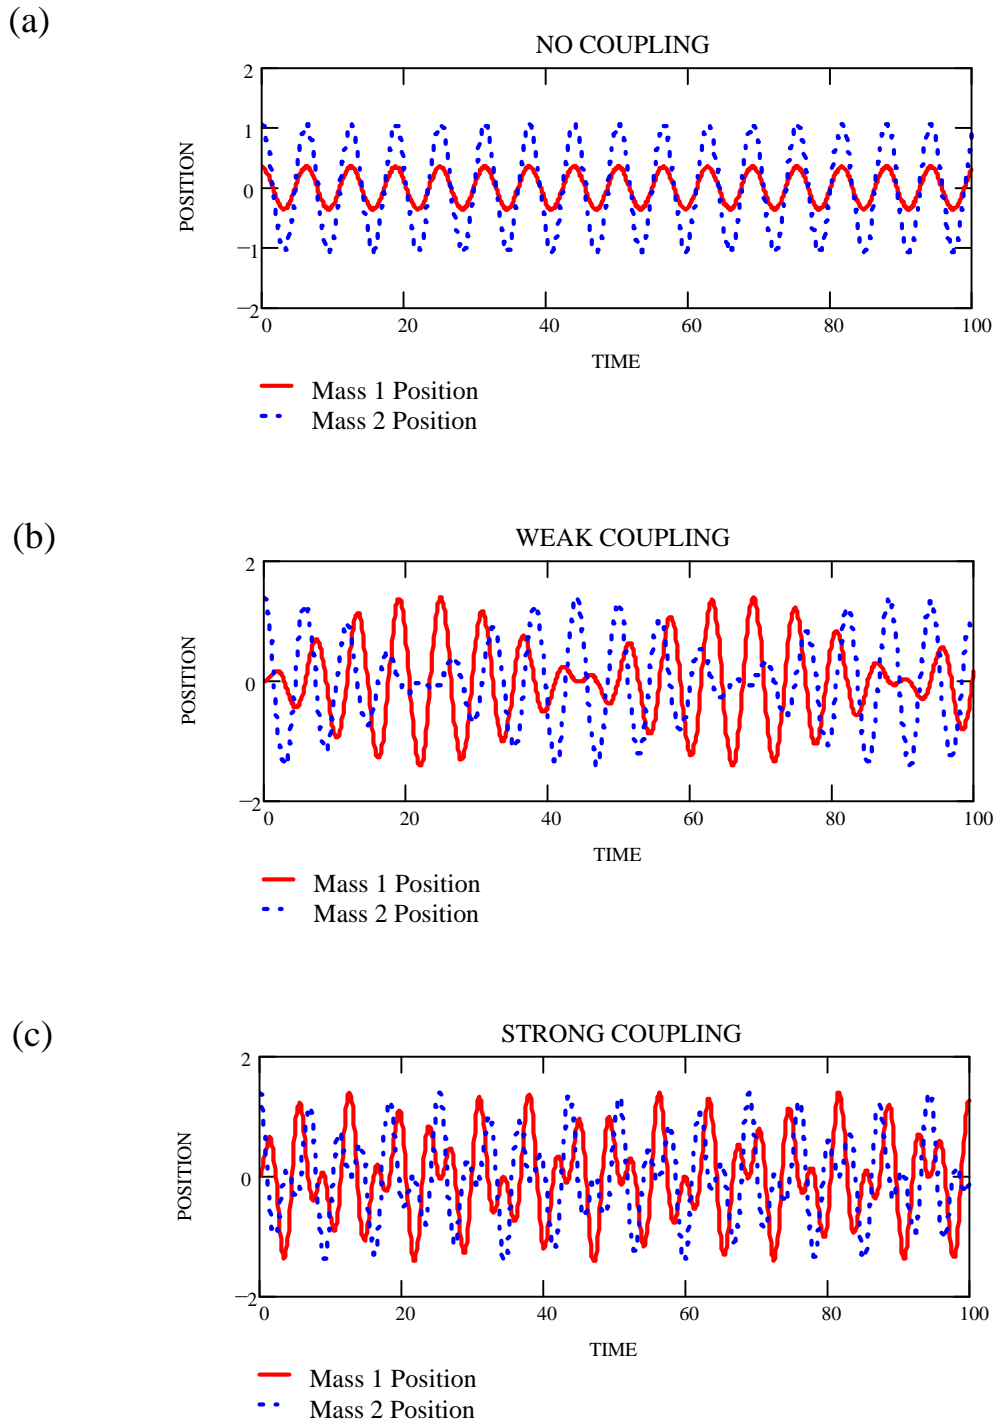 (a)
NO COUPLING
2
1
0
−1
−2
POSITION
0 20 40 60 80 100
TIME
Mass 1 Position
Mass 2 Position
(b)
WEAK COUPLING
2
0
−2
POSITION
0 20 40 60 80 100
TIME
Mass 1 Position
Mass 2 Position
(c)
STRONG COUPLING
2
0
−2
POSITION
0 20 40 60 80 100
TIME
Mass 1 Position
Mass 2 Position